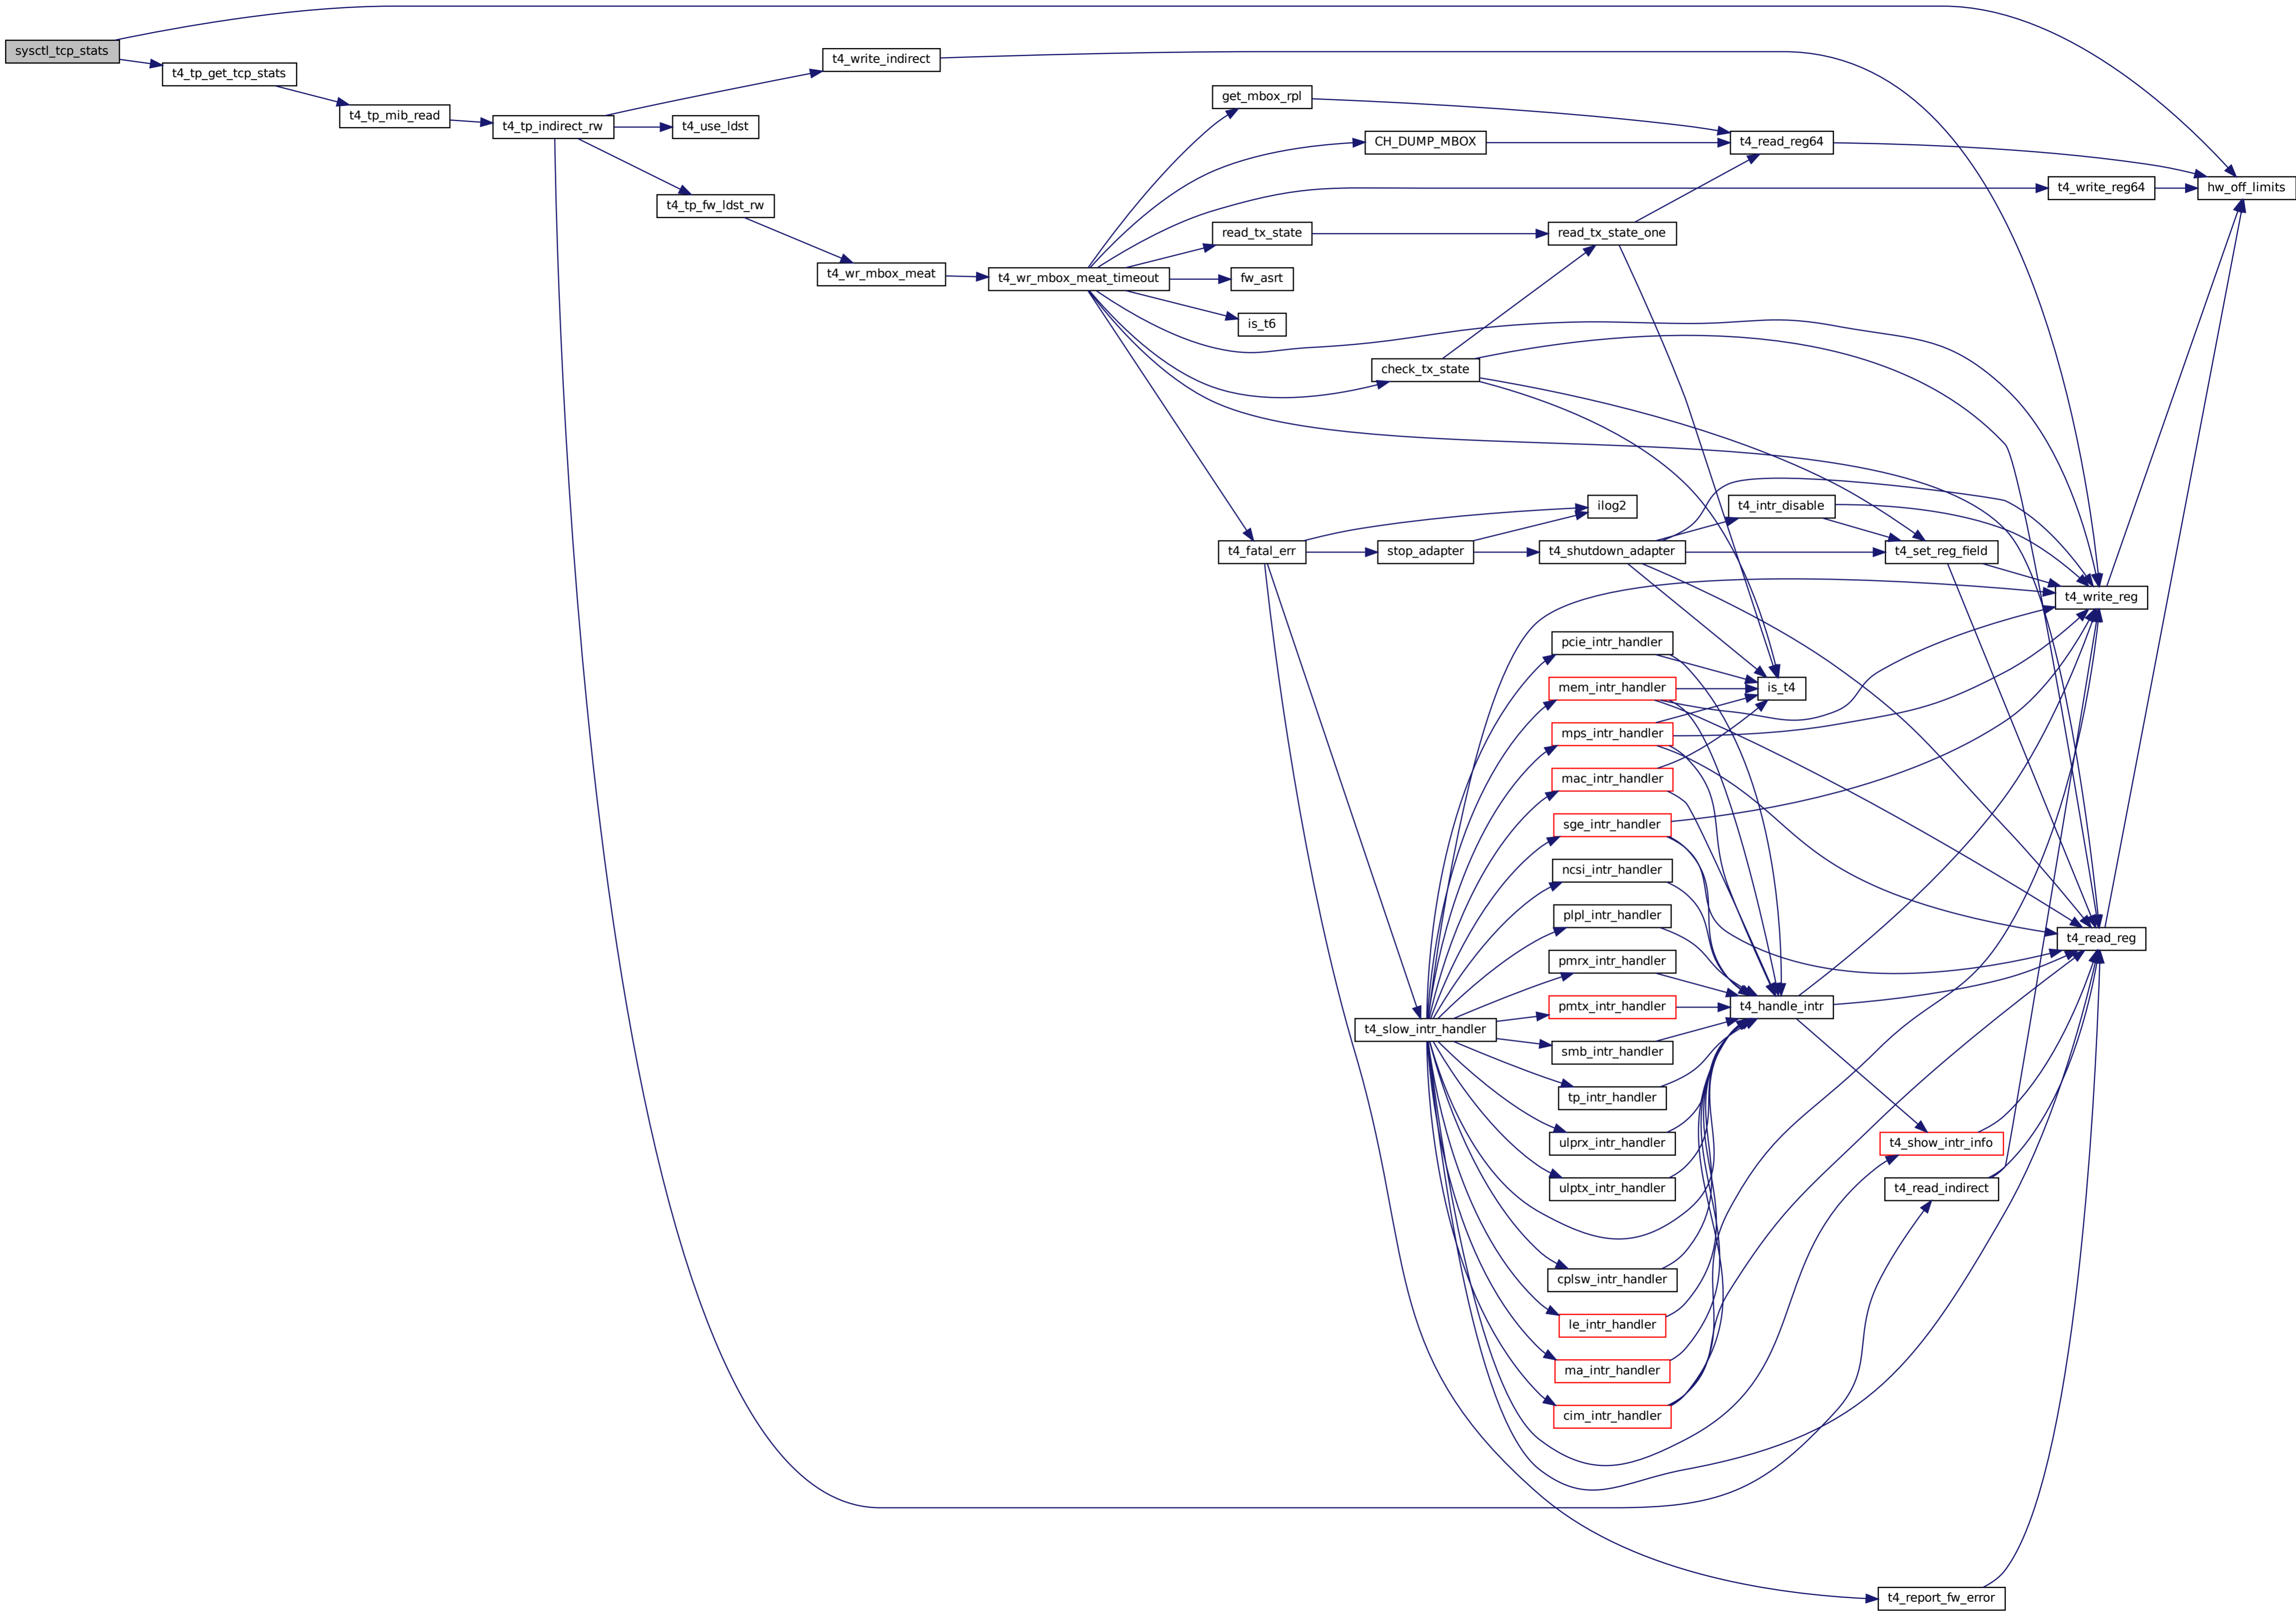 sysctl_tcp_stats
t4_tp_get_tcp_stats
t4_tp_mib_read
t4_tp_indirect_rw
t4_write_indirect
t4_use_ldst
t4_tp_fw_ldst_rw
t4_wr_mbox_meat
t4_wr_mbox_meat_timeout
get_mbox_rpl
CH_DUMP_MBOX
t4_read_reg64
t4_write_reg64
hw_off_limits
read_tx_state
read_tx_state_one
fw_asrt
is_t6
check_tx_state
ilog2
t4_intr_disable
t4_fatal_err
stop_adapter
t4_shutdown_adapter
t4_set_reg_field
t4_write_reg
pcie_intr_handler
mem_intr_handler
is_t4
mps_intr_handler
mac_intr_handler
sge_intr_handler
ncsi_intr_handler
plpl_intr_handler
t4_read_reg
pmrx_intr_handler
pmtx_intr_handler
t4_handle_intr
t4_slow_intr_handler
smb_intr_handler
tp_intr_handler
ulprx_intr_handler
t4_show_intr_info
ulptx_intr_handler
t4_read_indirect
cplsw_intr_handler
le_intr_handler
ma_intr_handler
cim_intr_handler
t4_report_fw_error